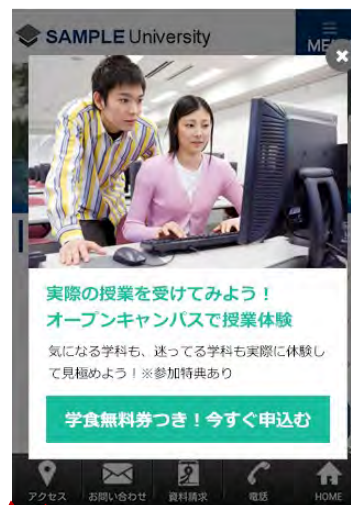 SAMPLE University
MENU
実際の授業を受けてみよう！
オープンキャンパスで授業体験
気になる学科も、迷ってる学科も実際に体験し
て見極めよう！※参加特典あり
学食無料券つき！今すぐ申込む
アクセス お問い合わせ 資料請求 電話 HOME